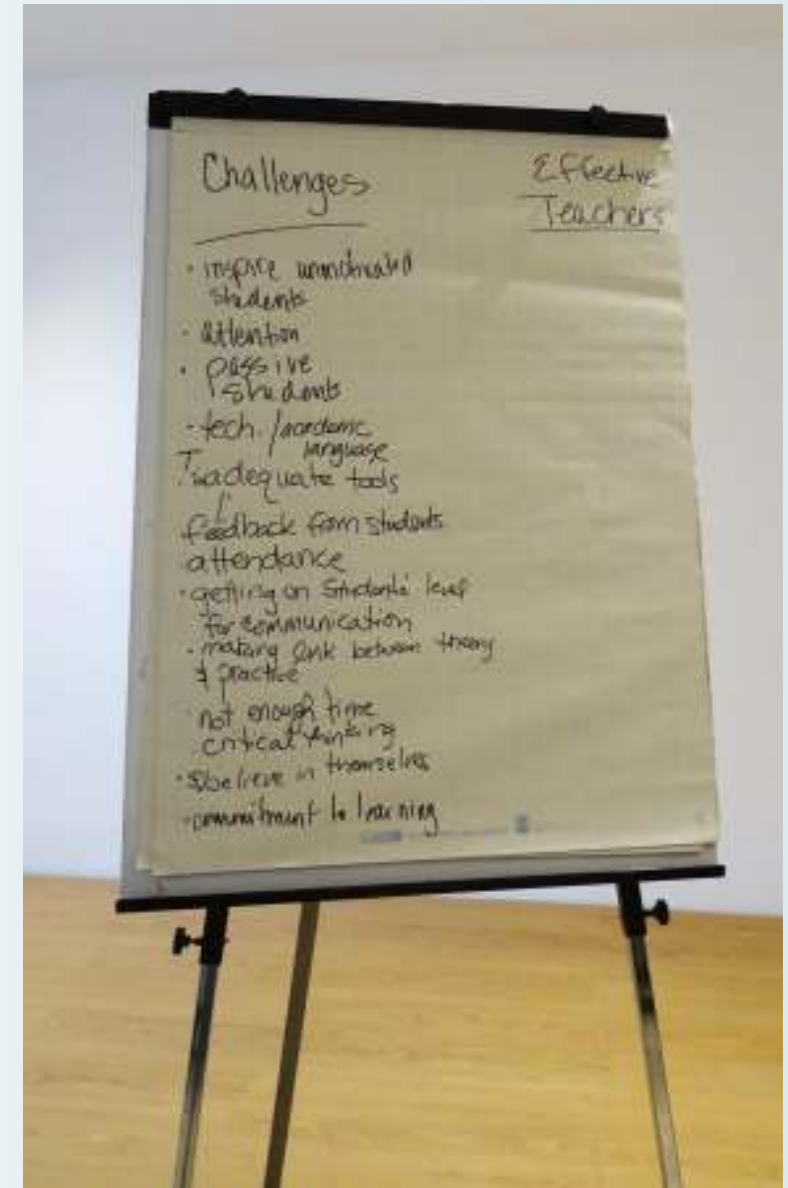 Challenges
Effective
Teachers
· inspire unmotivated
students
· attention
· passive
students
· tech. / academic
language
Inadequate tools
feedback from students
· attendance
· getting on students' level
for communication
· making link between theory
& practice
· not enough time
critical thinking
· believe in themselves
· commitment to learning